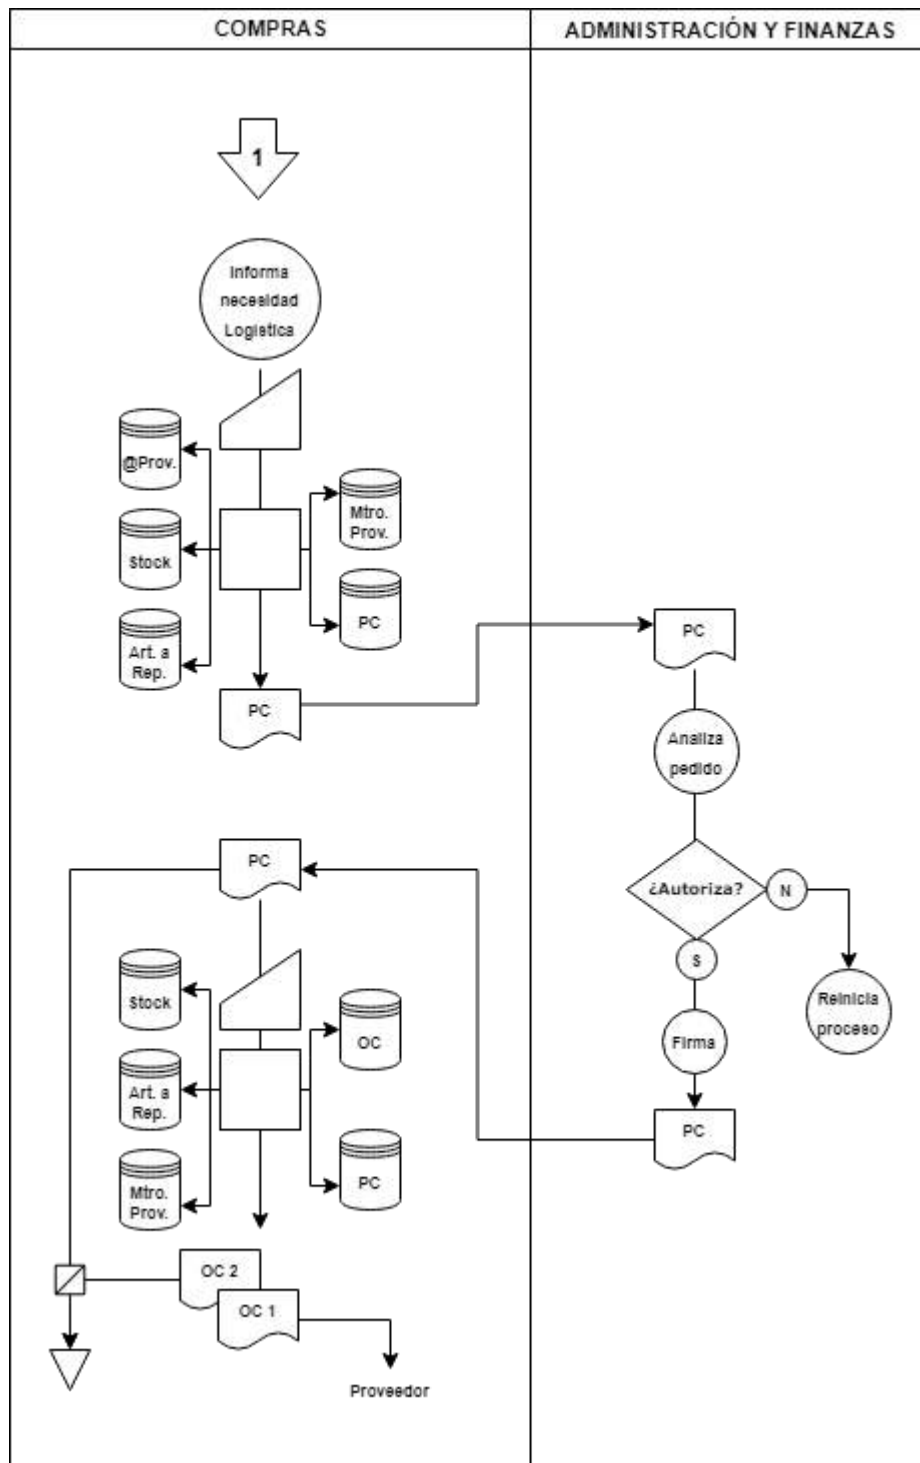 COMPRAS
ADMINISTRACIÓN Y FINANZAS
1
Informa
necesidad
Logística
@Prov.
Mtro.
Prov.
Stock
PC
Art. a
Rep.
PC
PC
Analiza
pedido
PC
¿Autoriza?
N
S
Stock
OC
Reinicia
proceso
Firma
Art. a
Rep.
PC
Mtro.
Prov.
PC
OC 2
OC 1
Proveedor